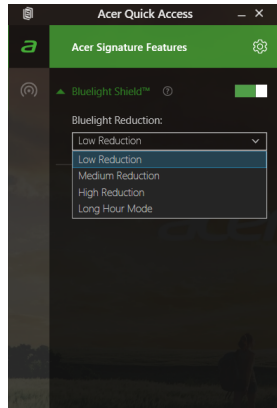 Acer Quick Access
a
Acer Signature Features
Bluelight Shield™ ?
Bluelight Reduction:
Low Reduction
Low Reduction
Medium Reduction
High Reduction
Long Hour Mode
acer